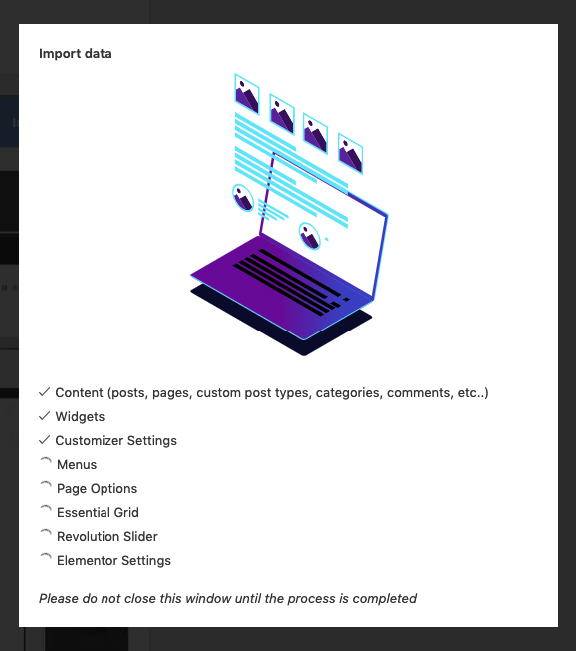 Import data
Content (posts, pages, custom post types, categories, comments, etc..)
Widgets
Customizer Settings
Menus
Page Options
Essential Grid
Revolution Slider
Elementor Settings
Please do not close this window until the process is completed